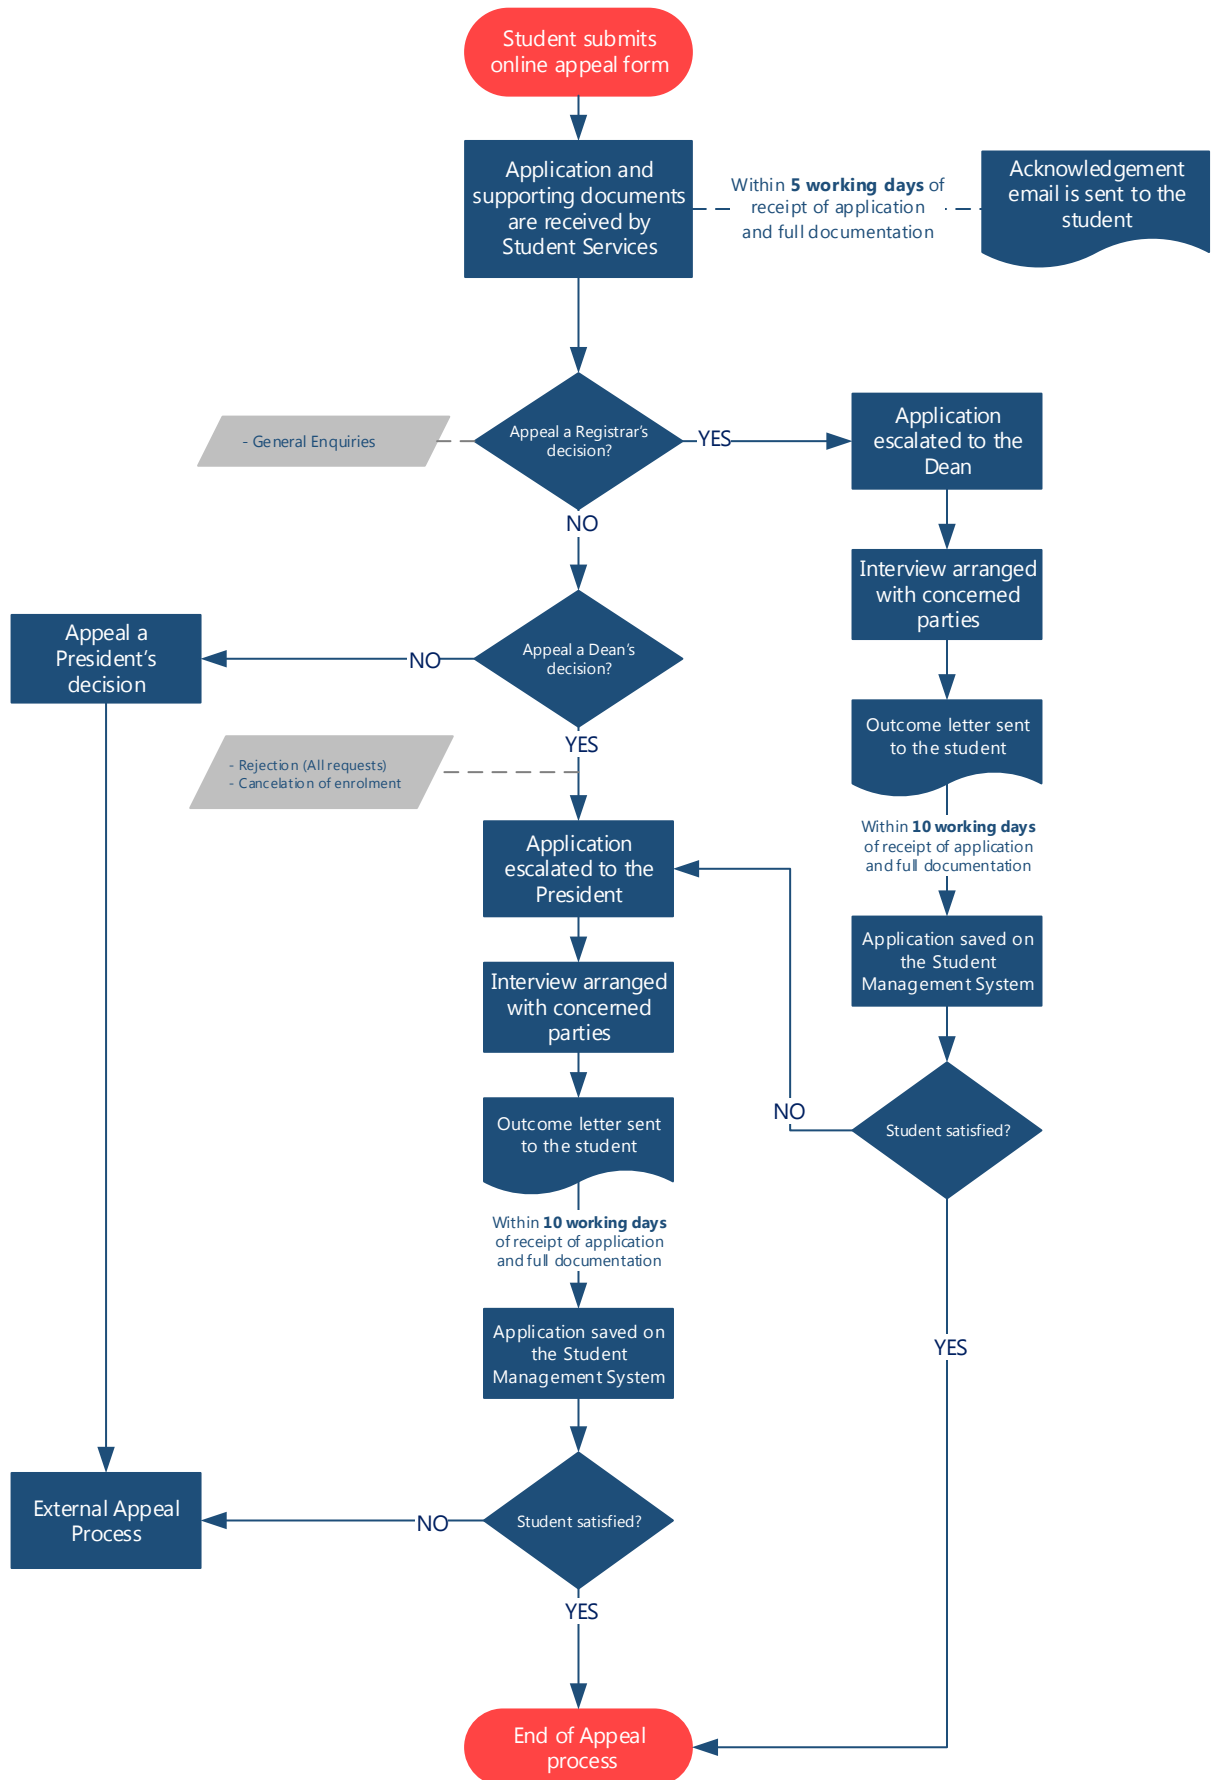 Student submits
online appeal form
Application and
supporting documents
are received by
Student Services
Within 5 working days of
receipt of application
and full documentation
Acknowledgement
email is sent to the
student
- General Enquiries
Appeal a Registrar's
decision?
YES
Application
escalated to the
Dean
NO
Interview arranged
with concerned
parties
Appeal a
President's
decision
NO
Appeal a Dean's
decision?
Outcome letter sent
to the student
YES
- Rejection (All requests)
- Cancelation of enrolment
Within 10 working days
of receipt of application
and full documentation
Application
escalated to the
President
Application saved on
the Student
Management System
Interview arranged
with concerned
parties
NO
Student satisfied?
Outcome letter sent
to the student
Within 10 working days
of receipt of application
and full documentation
Application saved on
the Student
Management System
YES
External Appeal
Process
NO
Student satisfied?
YES
End of Appeal
process